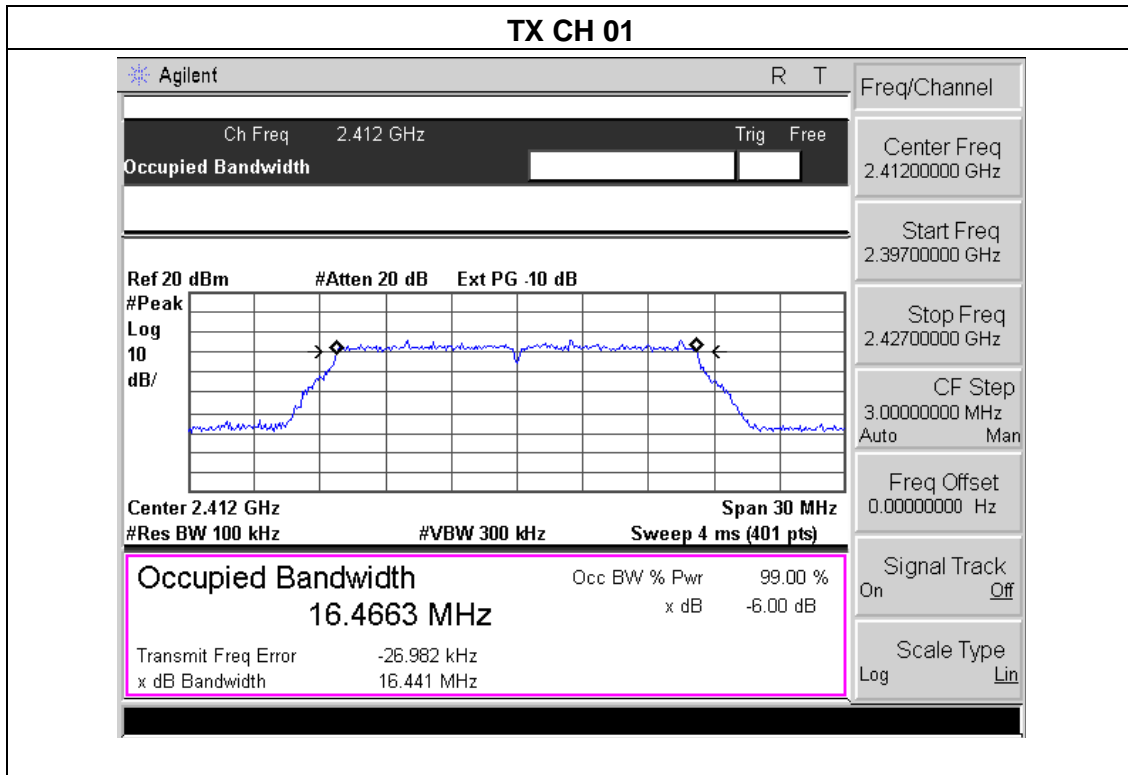 TX CH 01
Agilent R T
Ch Freq 2.412 GHz Trig Free
Occupied Bandwidth
Ref 20 dBm #Atten 20 dB Ext PG -10 dB
#Peak
Log
10
dB/
Center 2.412 GHz Span 30 MHz
#Res BW 100 kHz #VBW 300 kHz Sweep 4 ms (401 pts)
Occupied Bandwidth Occ BW % Pwr 99.00 %
16.4663 MHz x dB -6.00 dB
Transmit Freq Error -26.982 kHz
x dB Bandwidth 16.441 MHz
Freq/Channel
Center Freq
2.41200000 GHz
Start Freq
2.39700000 GHz
Stop Freq
2.42700000 GHz
CF Step
3.00000000 MHz
Auto Man
Freq Offset
0.00000000 Hz
Signal Track
On Off
Scale Type
Log Lin